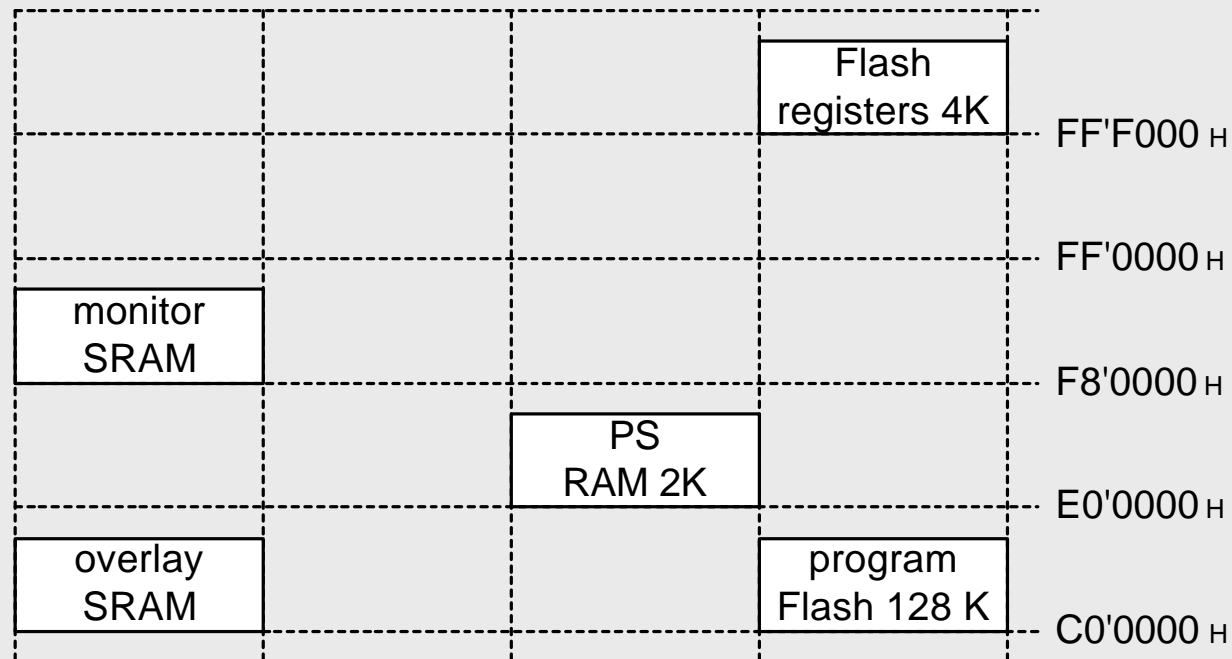 Flash
registers 4K
FF'F000 H
FF'0000 H
monitor
SRAM
F8'0000 H
PS
RAM 2K
E0'0000 H
overlay
SRAM
program
Flash 128 K
C0'0000 H